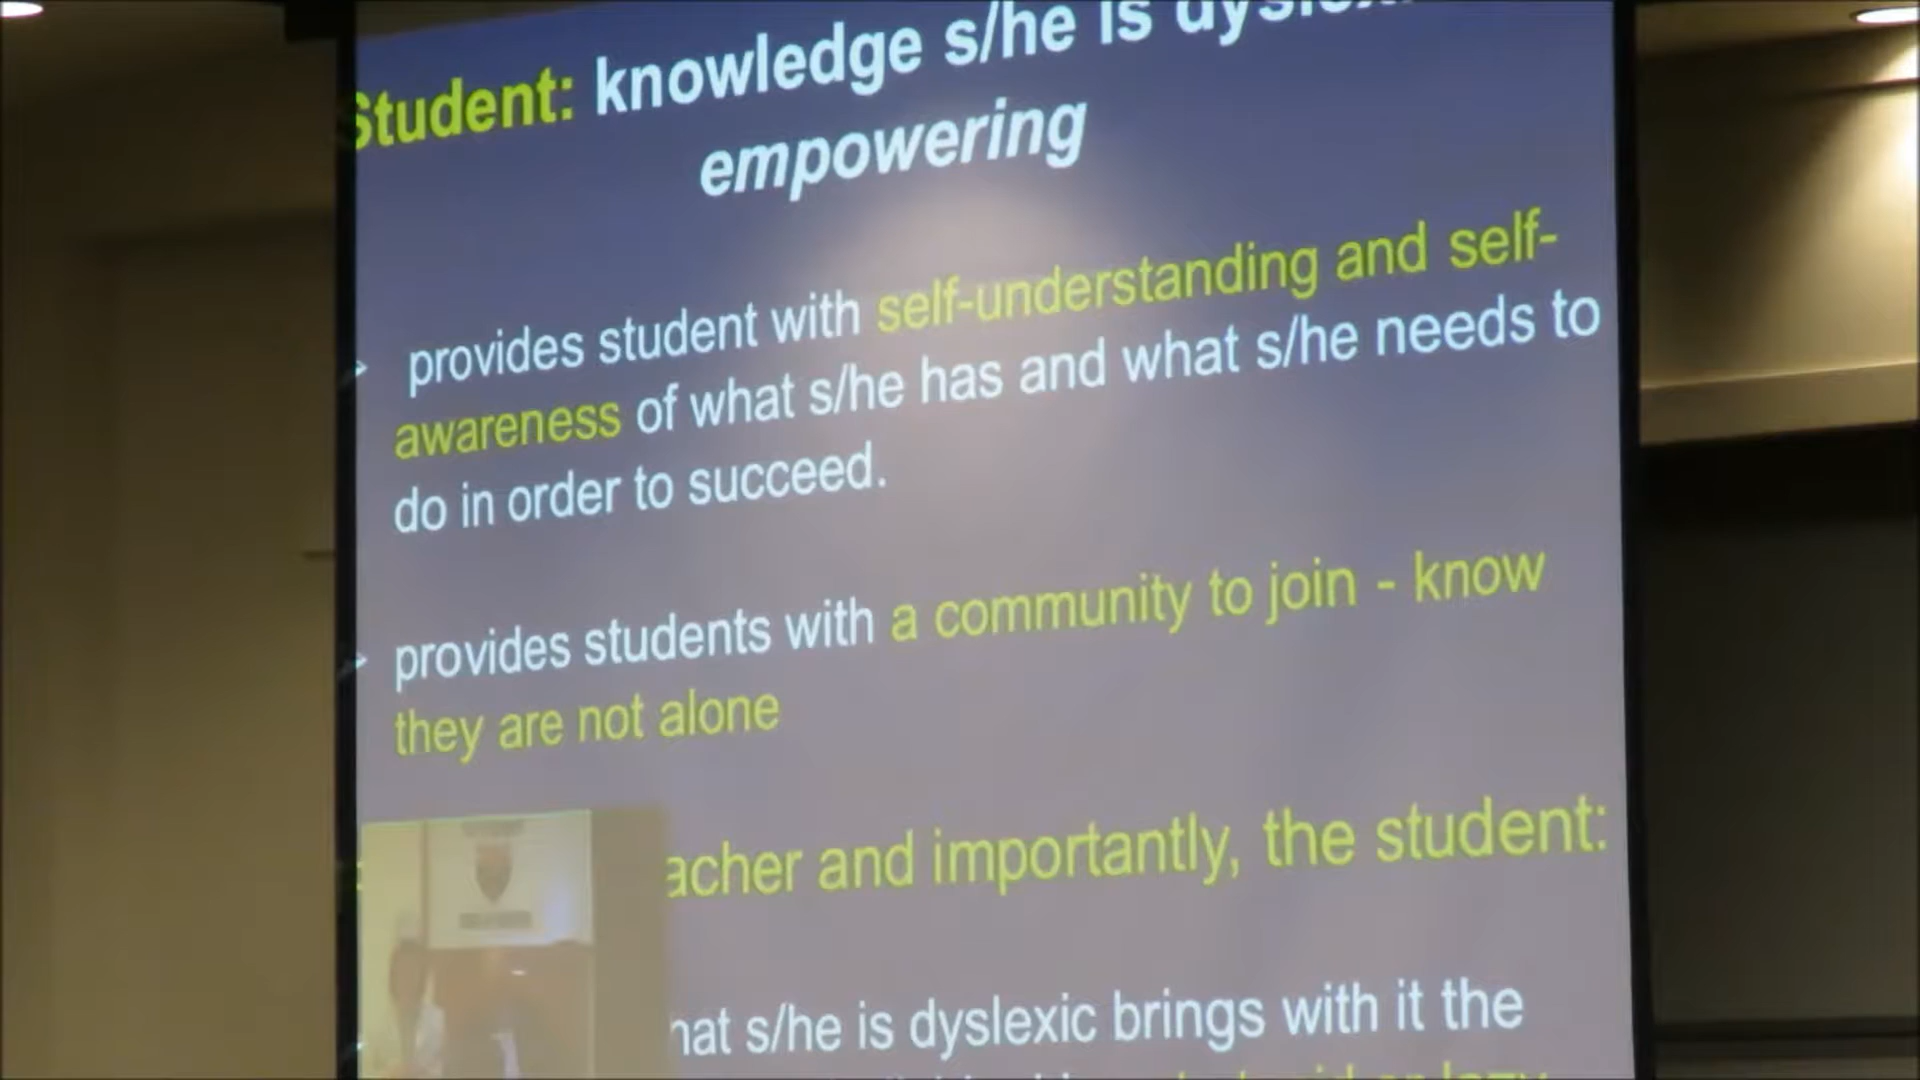 Student: knowledge s/he is
empowering
provides student with self-understanding and self-
awareness of what s/he has and what s/he needs to
do in order to succeed.
provides students with a community to join - know
they are not alone
and importantly, the student:
s/he is dyslexic brings with it the